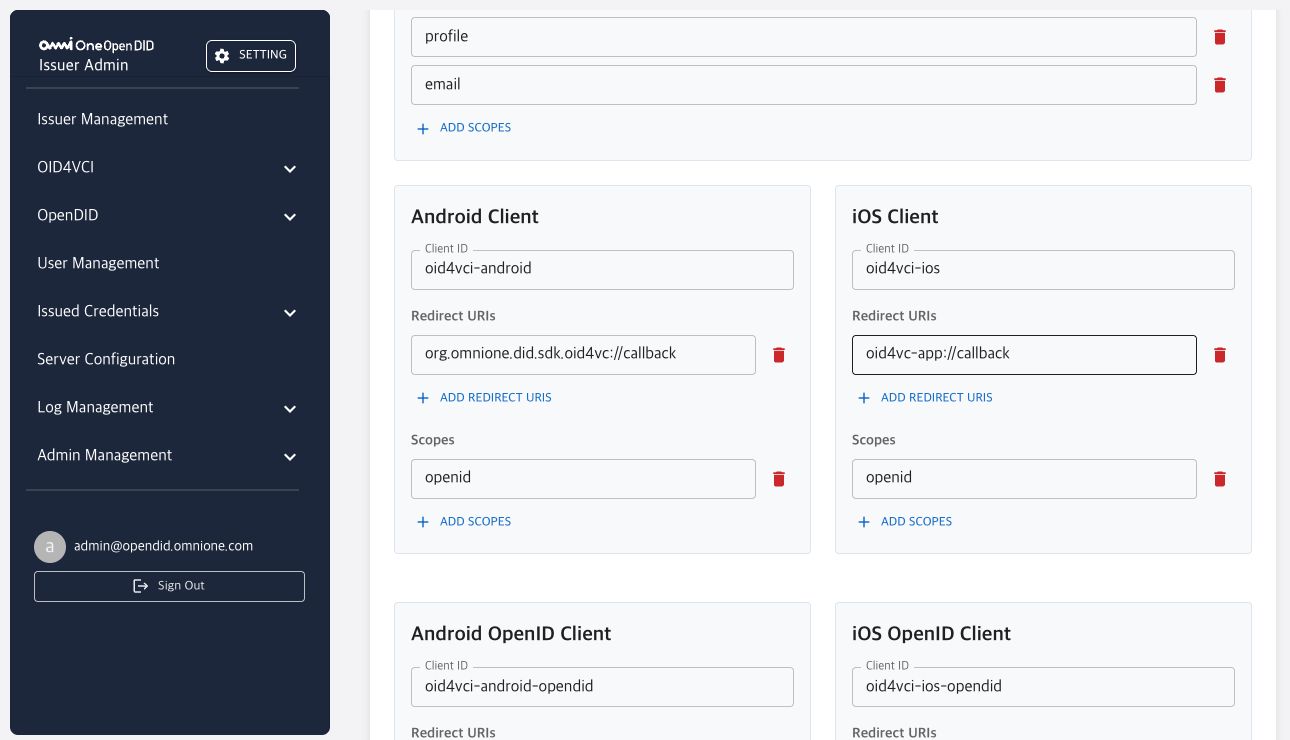 Omni One Open DID
Issuer Admin
SETTING
Issuer Management
OID4VCI
OpenDID
User Management
Issued Credentials
Server Configuration
Log Management
Admin Management
a
admin@opendid.omnione.com
Sign Out
profile
email
ADD SCOPES
Android Client
Client ID
oid4vci-android
Redirect URIs
org.omnione.did.sdk.oid4vc://callback
ADD REDIRECT URIS
Scopes
openid
ADD SCOPES
iOS Client
Client ID
oid4vci-ios
Redirect URIs
oid4vc-app://callback
ADD REDIRECT URIS
Scopes
openid
ADD SCOPES
Android OpenID Client
Client ID
oid4vci-android-opendid
Redirect URIs
iOS OpenID Client
Client ID
oid4vci-ios-opendid
Redirect URIs